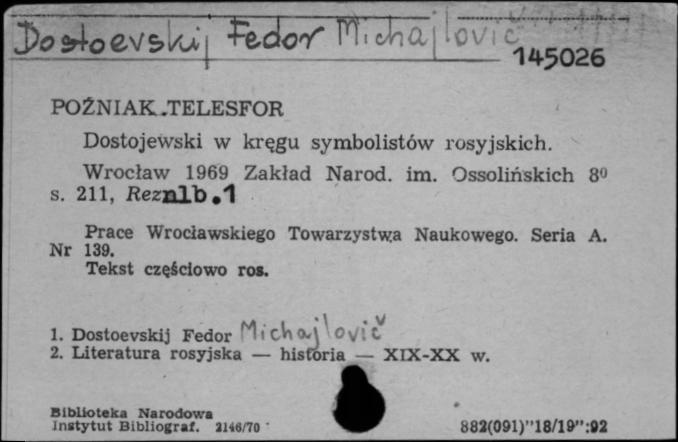 Dostoevskij Fedor Michajlovič
145026
POŹNIAK TELESFOR
Dostojewski w kręgu symbolistów rosyjskich.
Wrocław 1969 Zakład Narod. im. Ossolińskich 8⁰
s. 211, Reznlb.1
Prace Wrocławskiego Towarzystwa Naukowego. Seria A.
Nr 139.
Tekst częściowo ros.
1. Dostoevskij Fedor Michajlovič
2. Literatura rosyjska — historia — XIX-XX w.
Biblioteka Narodowa
Instytut Bibliograf. 2146/70
882(091)"18/19":92